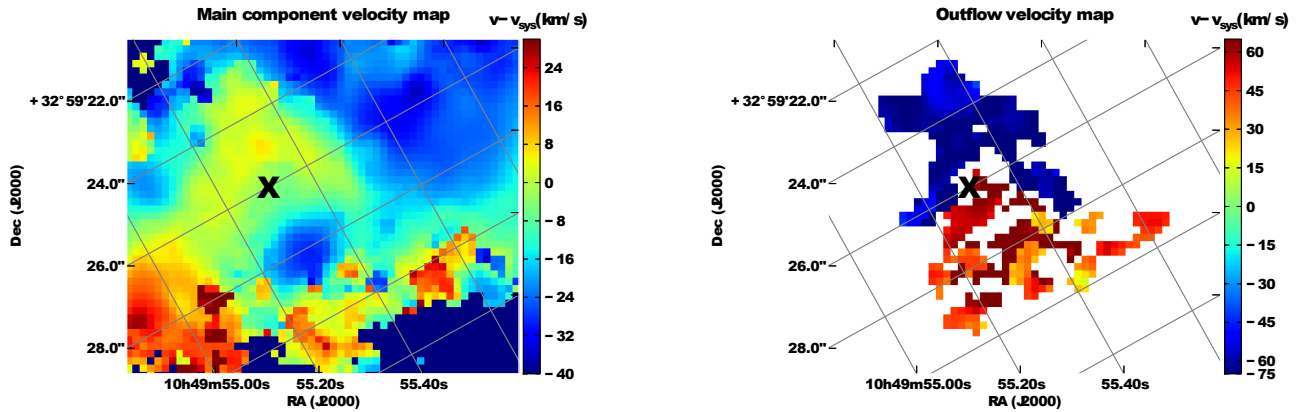 Main component velocity map
v− v_sys(km/ s)
24
16
8
0
− 8
− 16
− 24
− 32
− 40
+ 32° 59'22.0"
24.0"
26.0"
28.0"
Dec (J2000)
10h49m55.00s 55.20s 55.40s
RA (J2000)
X
Outflow velocity map
v− v_sys(km/ s)
60
45
30
15
0
− 15
− 30
− 45
− 60
− 75
+ 32° 59'22.0"
24.0"
26.0"
28.0"
Dec (J2000)
10h49m55.00s 55.20s 55.40s
RA (J2000)
X